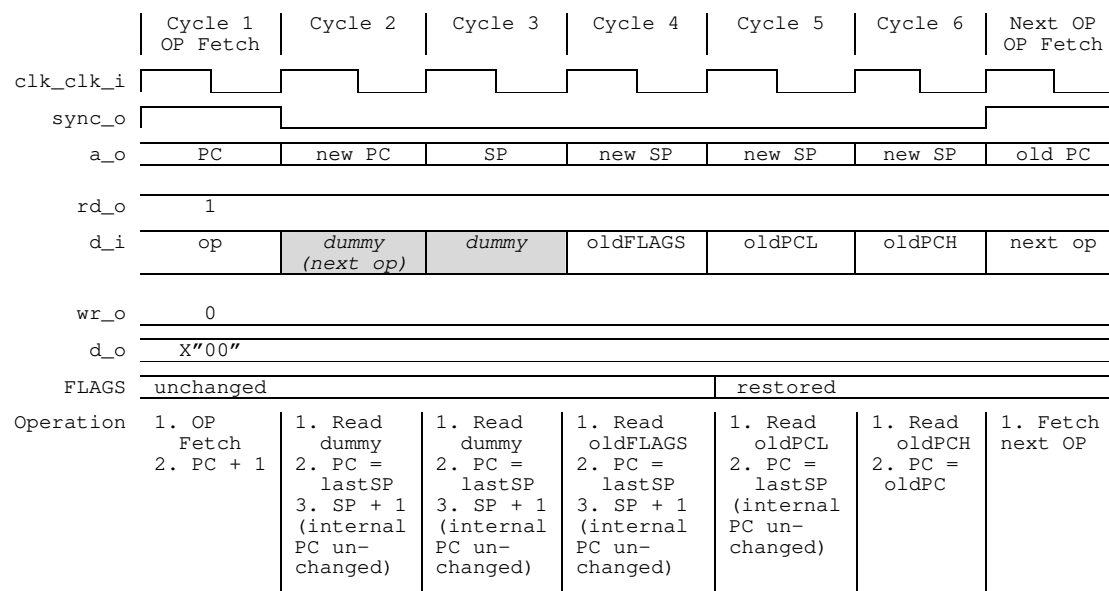 Cycle 1 Cycle 2 Cycle 3 Cycle 4 Cycle 5 Cycle 6 Next OP
OP Fetch OP Fetch
clk_clk_i
sync_o
a_o PC new PC SP new SP new SP new SP old PC
rd_o 1
d_i op dummy dummy oldFLAGS oldPCL oldPCH next op
(next op)
wr_o 0
d_o X"00"
FLAGS unchanged restored
Operation 1. OP 1. Read 1. Read 1. Read 1. Read 1. Read 1. Fetch
Fetch dummy dummy oldFLAGS oldPCL oldPCH next OP
2. PC + 1 2. PC = 2. PC = 2. PC = 2. PC = 2. PC =
lastSP lastSP lastSP lastSP oldPC
3. SP + 1 3. SP + 1 3. SP + 1 (internal
(internal (internal (internal PC un-
PC un- PC un- PC un- changed)
changed) changed) changed)